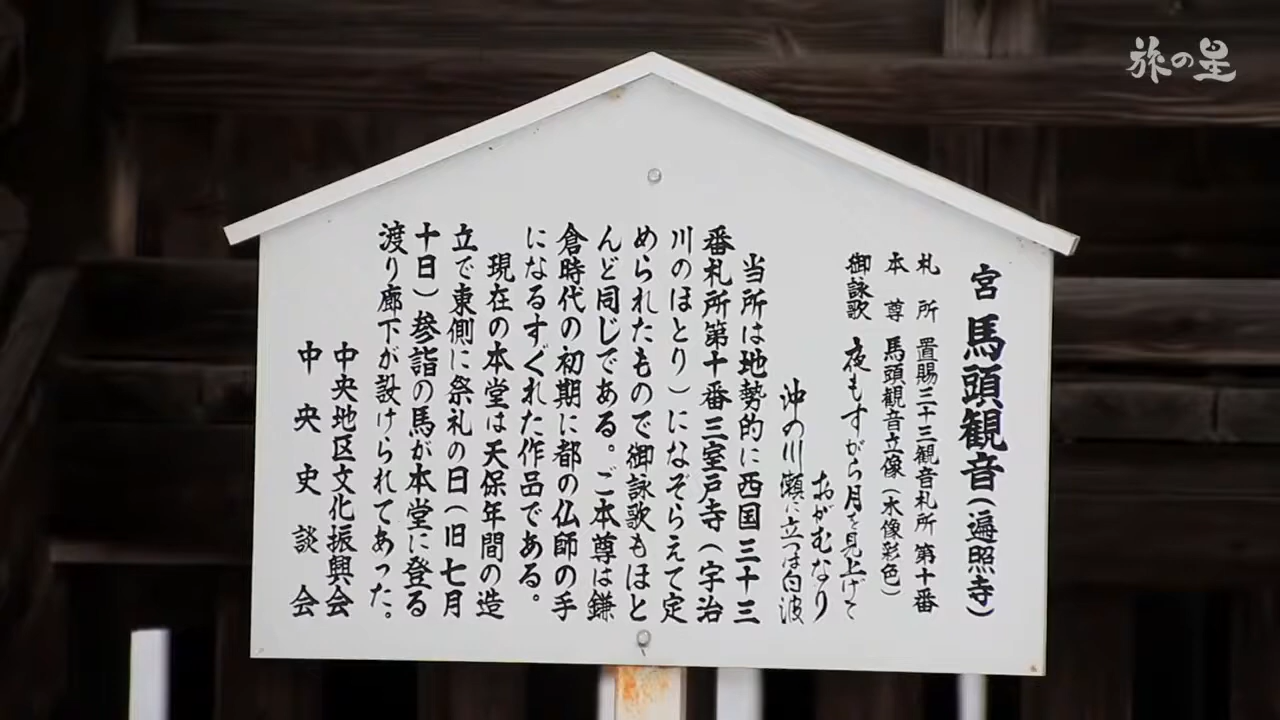 旅の星
宮 馬頭観音(遍照寺)
札所 置賜三十三観音札所 第十番
本尊 馬頭観音立像(木像彩色)
御詠歌 夜もすがら月を見上げて
おがむなり
沖の川瀬に立つは白波
当所は地勢的に西国三十三
番札所第十番三室戸寺(宇治
川のほとり)になぞらえて定
められたもので御詠歌もほと
んど同じである。ご本尊は鎌
倉時代の初期に都の仏師の手
になるすぐれた作品である。
現在の本堂は天保年間の造
立で東側に祭礼の日(旧七月
十日)参詣の馬が本堂に登る
渡り廊下が設けられてあった。
中央地区文化振興会
中央史談会